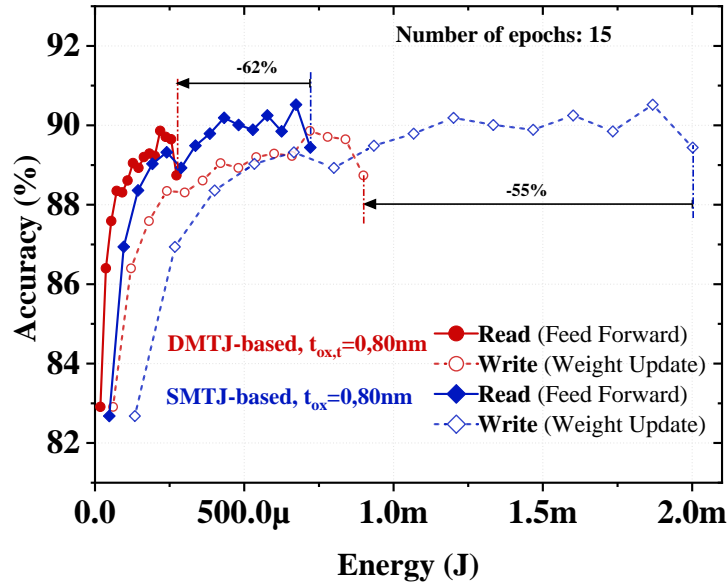 92
90
88
86
84
82
Accuracy (%)
Number of epochs: 15
-62%
-55%
DMTJ-based, tox,t=0,80nm
SMTJ-based, tox=0,80nm
Read (Feed Forward)
Write (Weight Update)
Read (Feed Forward)
Write (Weight Update)
0.0 500.0µ 1.0m 1.5m 2.0m
Energy (J)